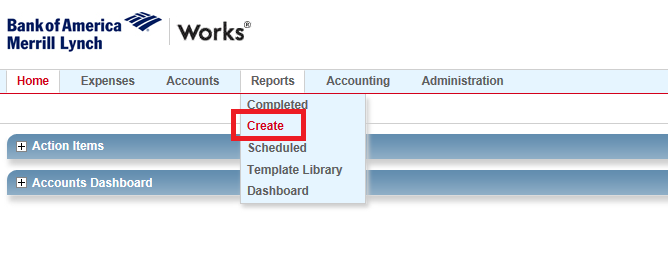 Bank of America
Merrill Lynch
Works®
Home Expenses Accounts Reports Accounting Administration
Completed
Create
Scheduled
Template Library
Dashboard
Action Items
Accounts Dashboard